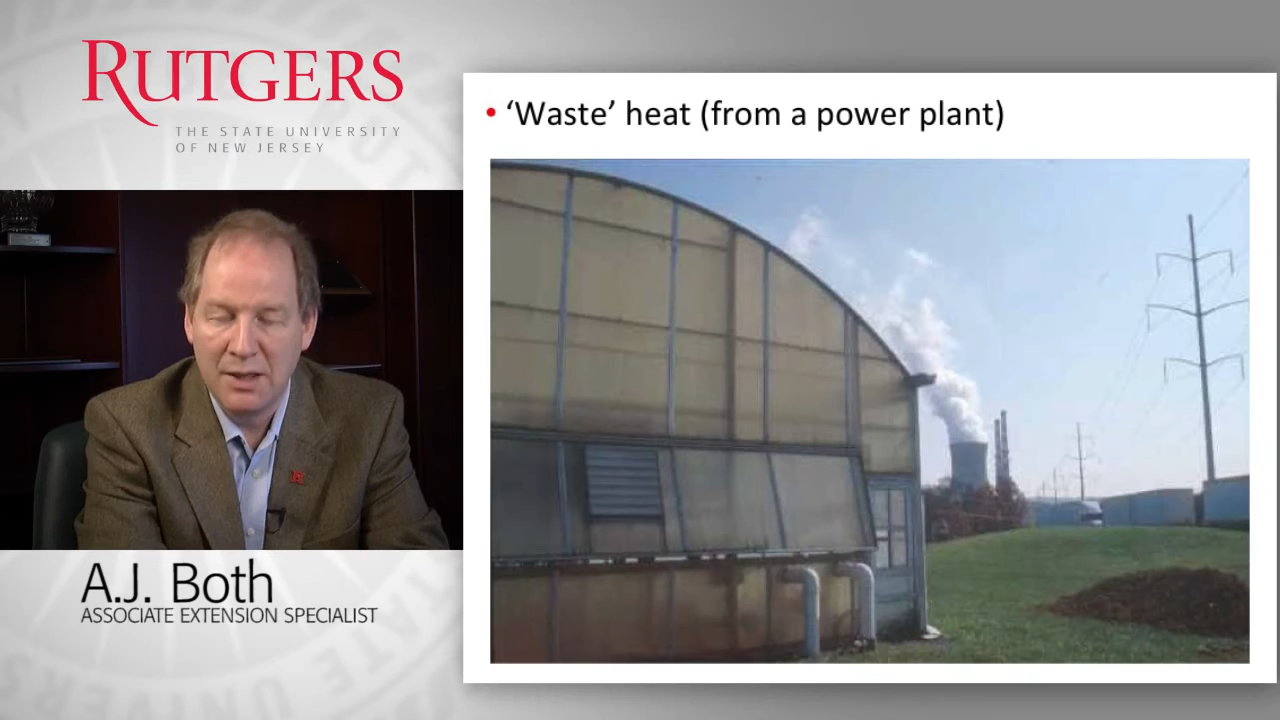 RUTGERS
THE STATE UNIVERSITY
OF NEW JERSEY
• ‘Waste’ heat (from a power plant)
A.J. Both
ASSOCIATE EXTENSION SPECIALIST